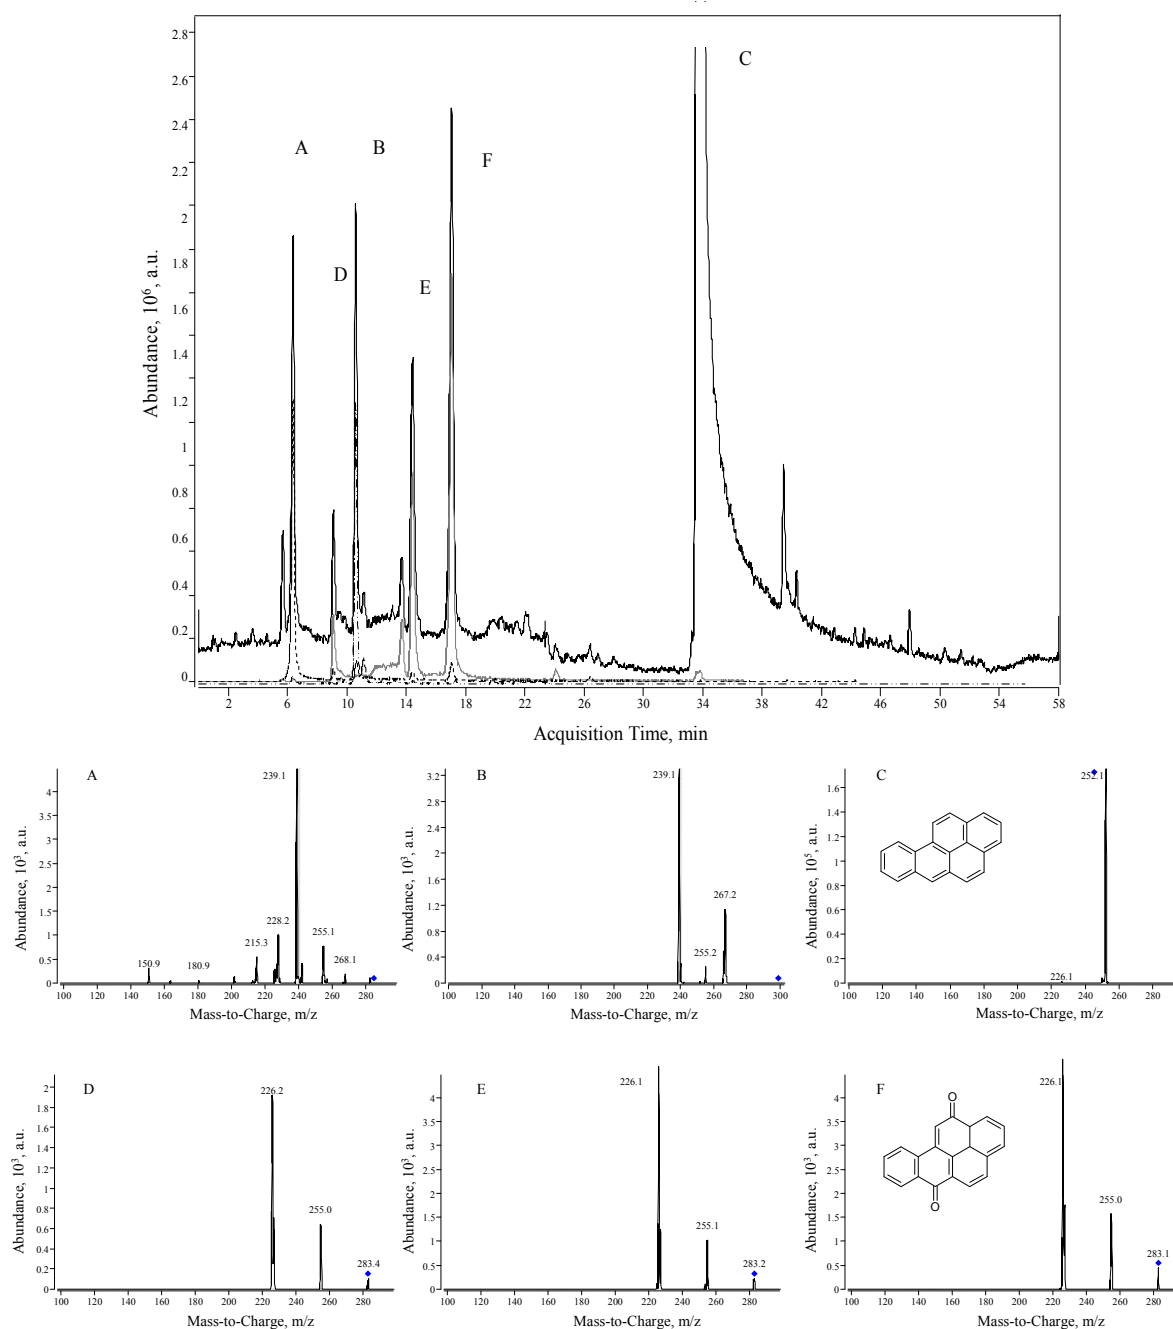 C
A
B
F
D
E
2.8
2.6
2.4
2.2
2
1.8
1.6
1.4
1.2
1
0.8
0.6
0.4
0.2
0
Abundance, 10⁶, a.u.
2 6 10 14 18 22 26 30 34 38 42 46 50 54 58
Acquisition Time, min
A
239.1
228.2
215.3
255.1
268.1
150.9
180.9
4
3.5
3
2.5
2
1.5
1
0.5
0
Abundance, 10³, a.u.
100 120 140 160 180 200 220 240 260 280
Mass-to-Charge, m/z
B
239.1
267.2
255.2
3.2
2.8
2.4
2
1.6
1.2
0.8
0.4
0
Abundance, 10³, a.u.
100 120 140 160 180 200 220 240 260 280 300
Mass-to-Charge, m/z
C
252.1
226.1
1.6
1.4
1.2
1
0.8
0.6
0.4
0.2
0
Abundance, 10⁵, a.u.
100 120 140 160 180 200 220 240 260 280
Mass-to-Charge, m/z
D
226.2
255.0
283.4
2
1.8
1.6
1.4
1.2
1
0.8
0.6
0.4
0.2
0
Abundance, 10³, a.u.
100 120 140 160 180 200 220 240 260 280
Mass-to-Charge, m/z
E
226.1
255.1
283.2
4
3.5
3
2.5
2
1.5
1
0.5
0
Abundance, 10³, a.u.
100 120 140 160 180 200 220 240 260 280
Mass-to-Charge, m/z
F
226.1
O
O
255.0
283.1
4
3.5
3
2.5
2
1.5
1
0.5
0
Abundance, 10³, a.u.
100 120 140 160 180 200 220 240 260 280
Mass-to-Charge, m/z